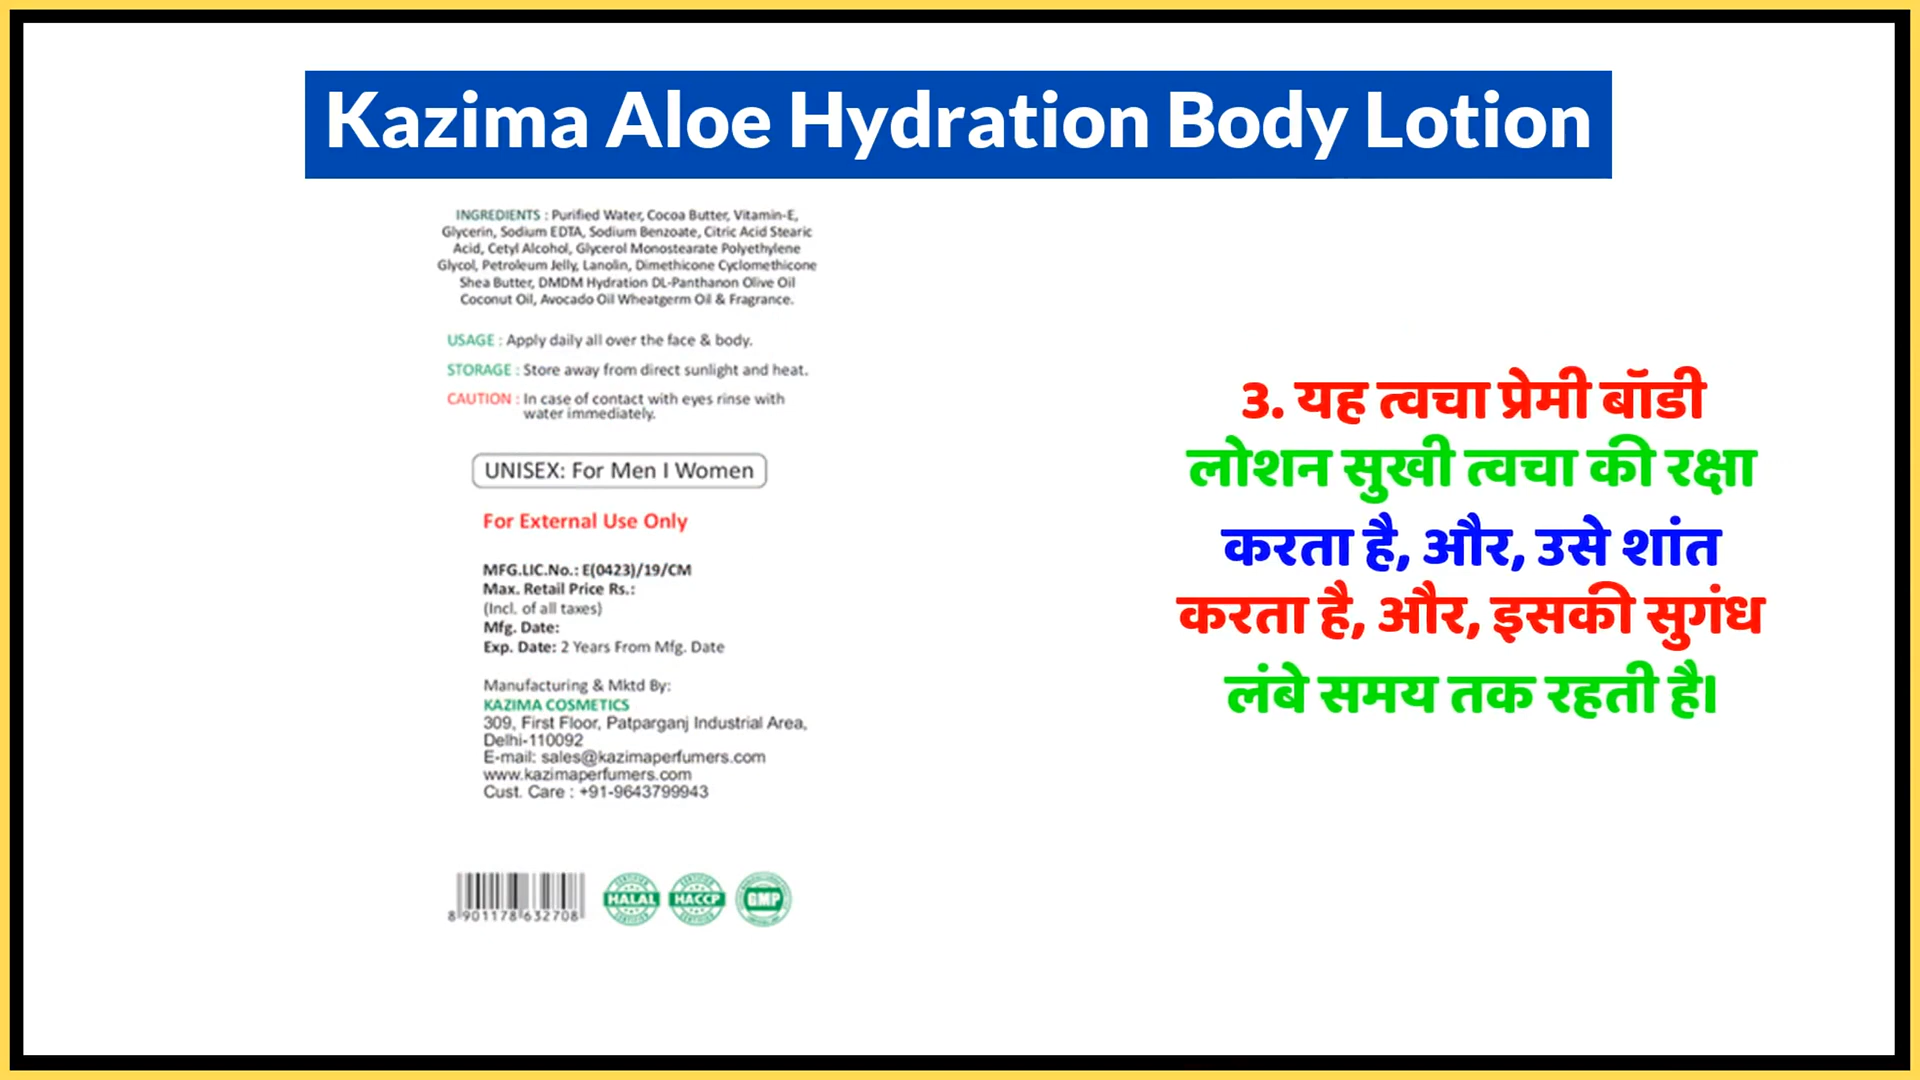 Kazima Aloe Hydration Body Lotion
INGREDIENTS : Purified Water, Cocoa Butter, Vitamin-E,
Glycerin, Sodium EDTA, Sodium Benzoate, Citric Acid Stearic
Acid, Cetyl Alcohol, Glycerol Monostearate Polyethylene
Glycol, Petroleum Jelly, Lanolin, Dimethicone Cyclomethicone
Shea Butter, DMDM Hydration DL-Panthanon Olive Oil
Coconut Oil, Avocado Oil Wheatgerm Oil & Fragrance.
USAGE : Apply daily all over the face & body.
STORAGE : Store away from direct sunlight and heat.
CAUTION : In case of contact with eyes rinse with
water immediately.
UNISEX: For Men I Women
For External Use Only
MFG.LIC.No.: E(0423)/19/CM
Max. Retail Price Rs.:
(Incl. of all taxes)
Mfg. Date:
Exp. Date: 2 Years From Mfg. Date
Manufacturing & Mktd By:
KAZIMA COSMETICS
309, First Floor, Patparganj Industrial Area,
Delhi-110092
E-mail: sales@kazimaperfumers.com
www.kazimaperfumers.com
Cust. Care : +91-9643799943
8 901178 632708
CERTIFIED HALAL CERTIFIED
CERTIFIED HACCP CERTIFIED
GMP
3. यह त्वचा प्रेमी बॉडी
लोशन सुखी त्वचा की रक्षा
करता है, और, उसे शांत
करता है, और, इसकी सुगंध
लंबे समय तक रहती है।